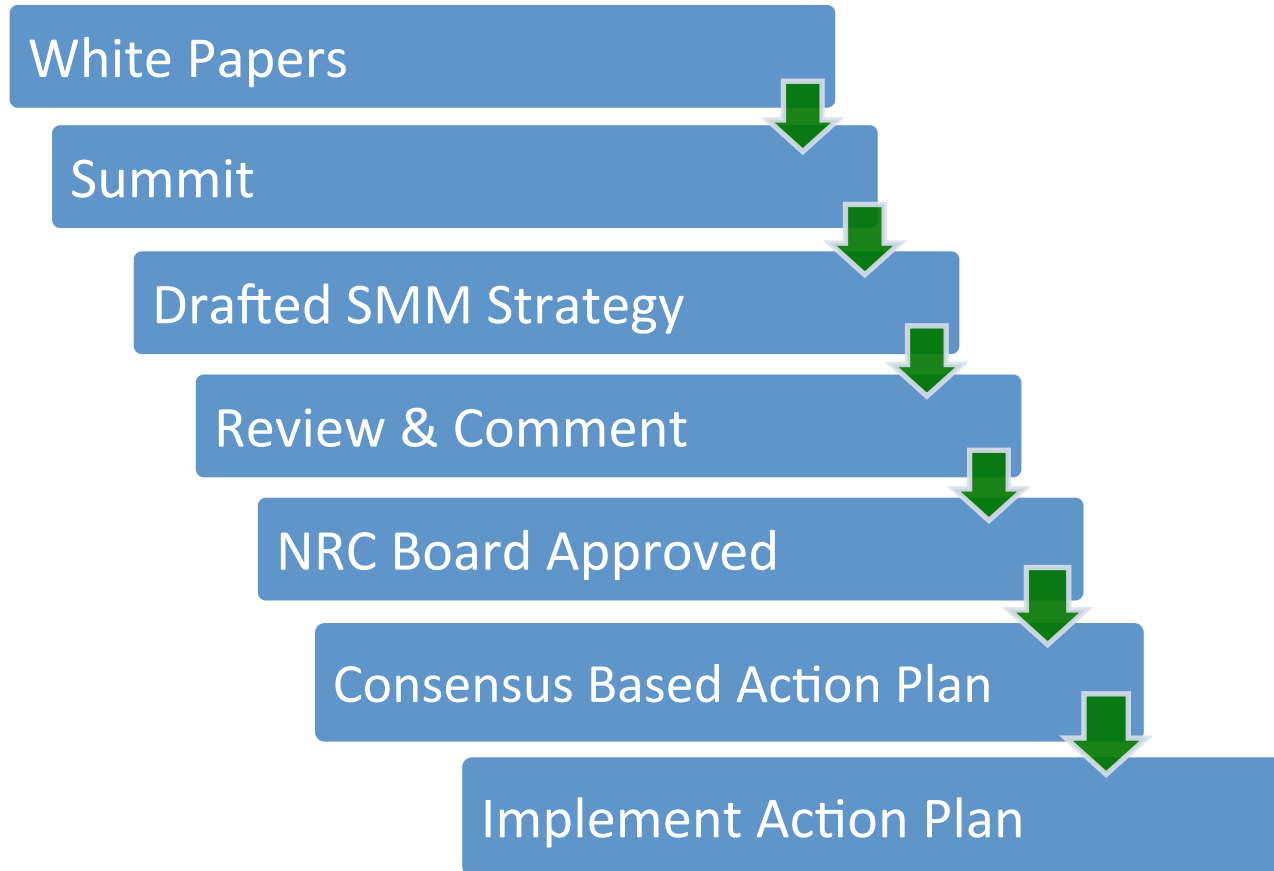 White Papers
Summit
Drafted SMM Strategy
Review & Comment
NRC Board Approved
Consensus Based Action Plan
Implement Action Plan